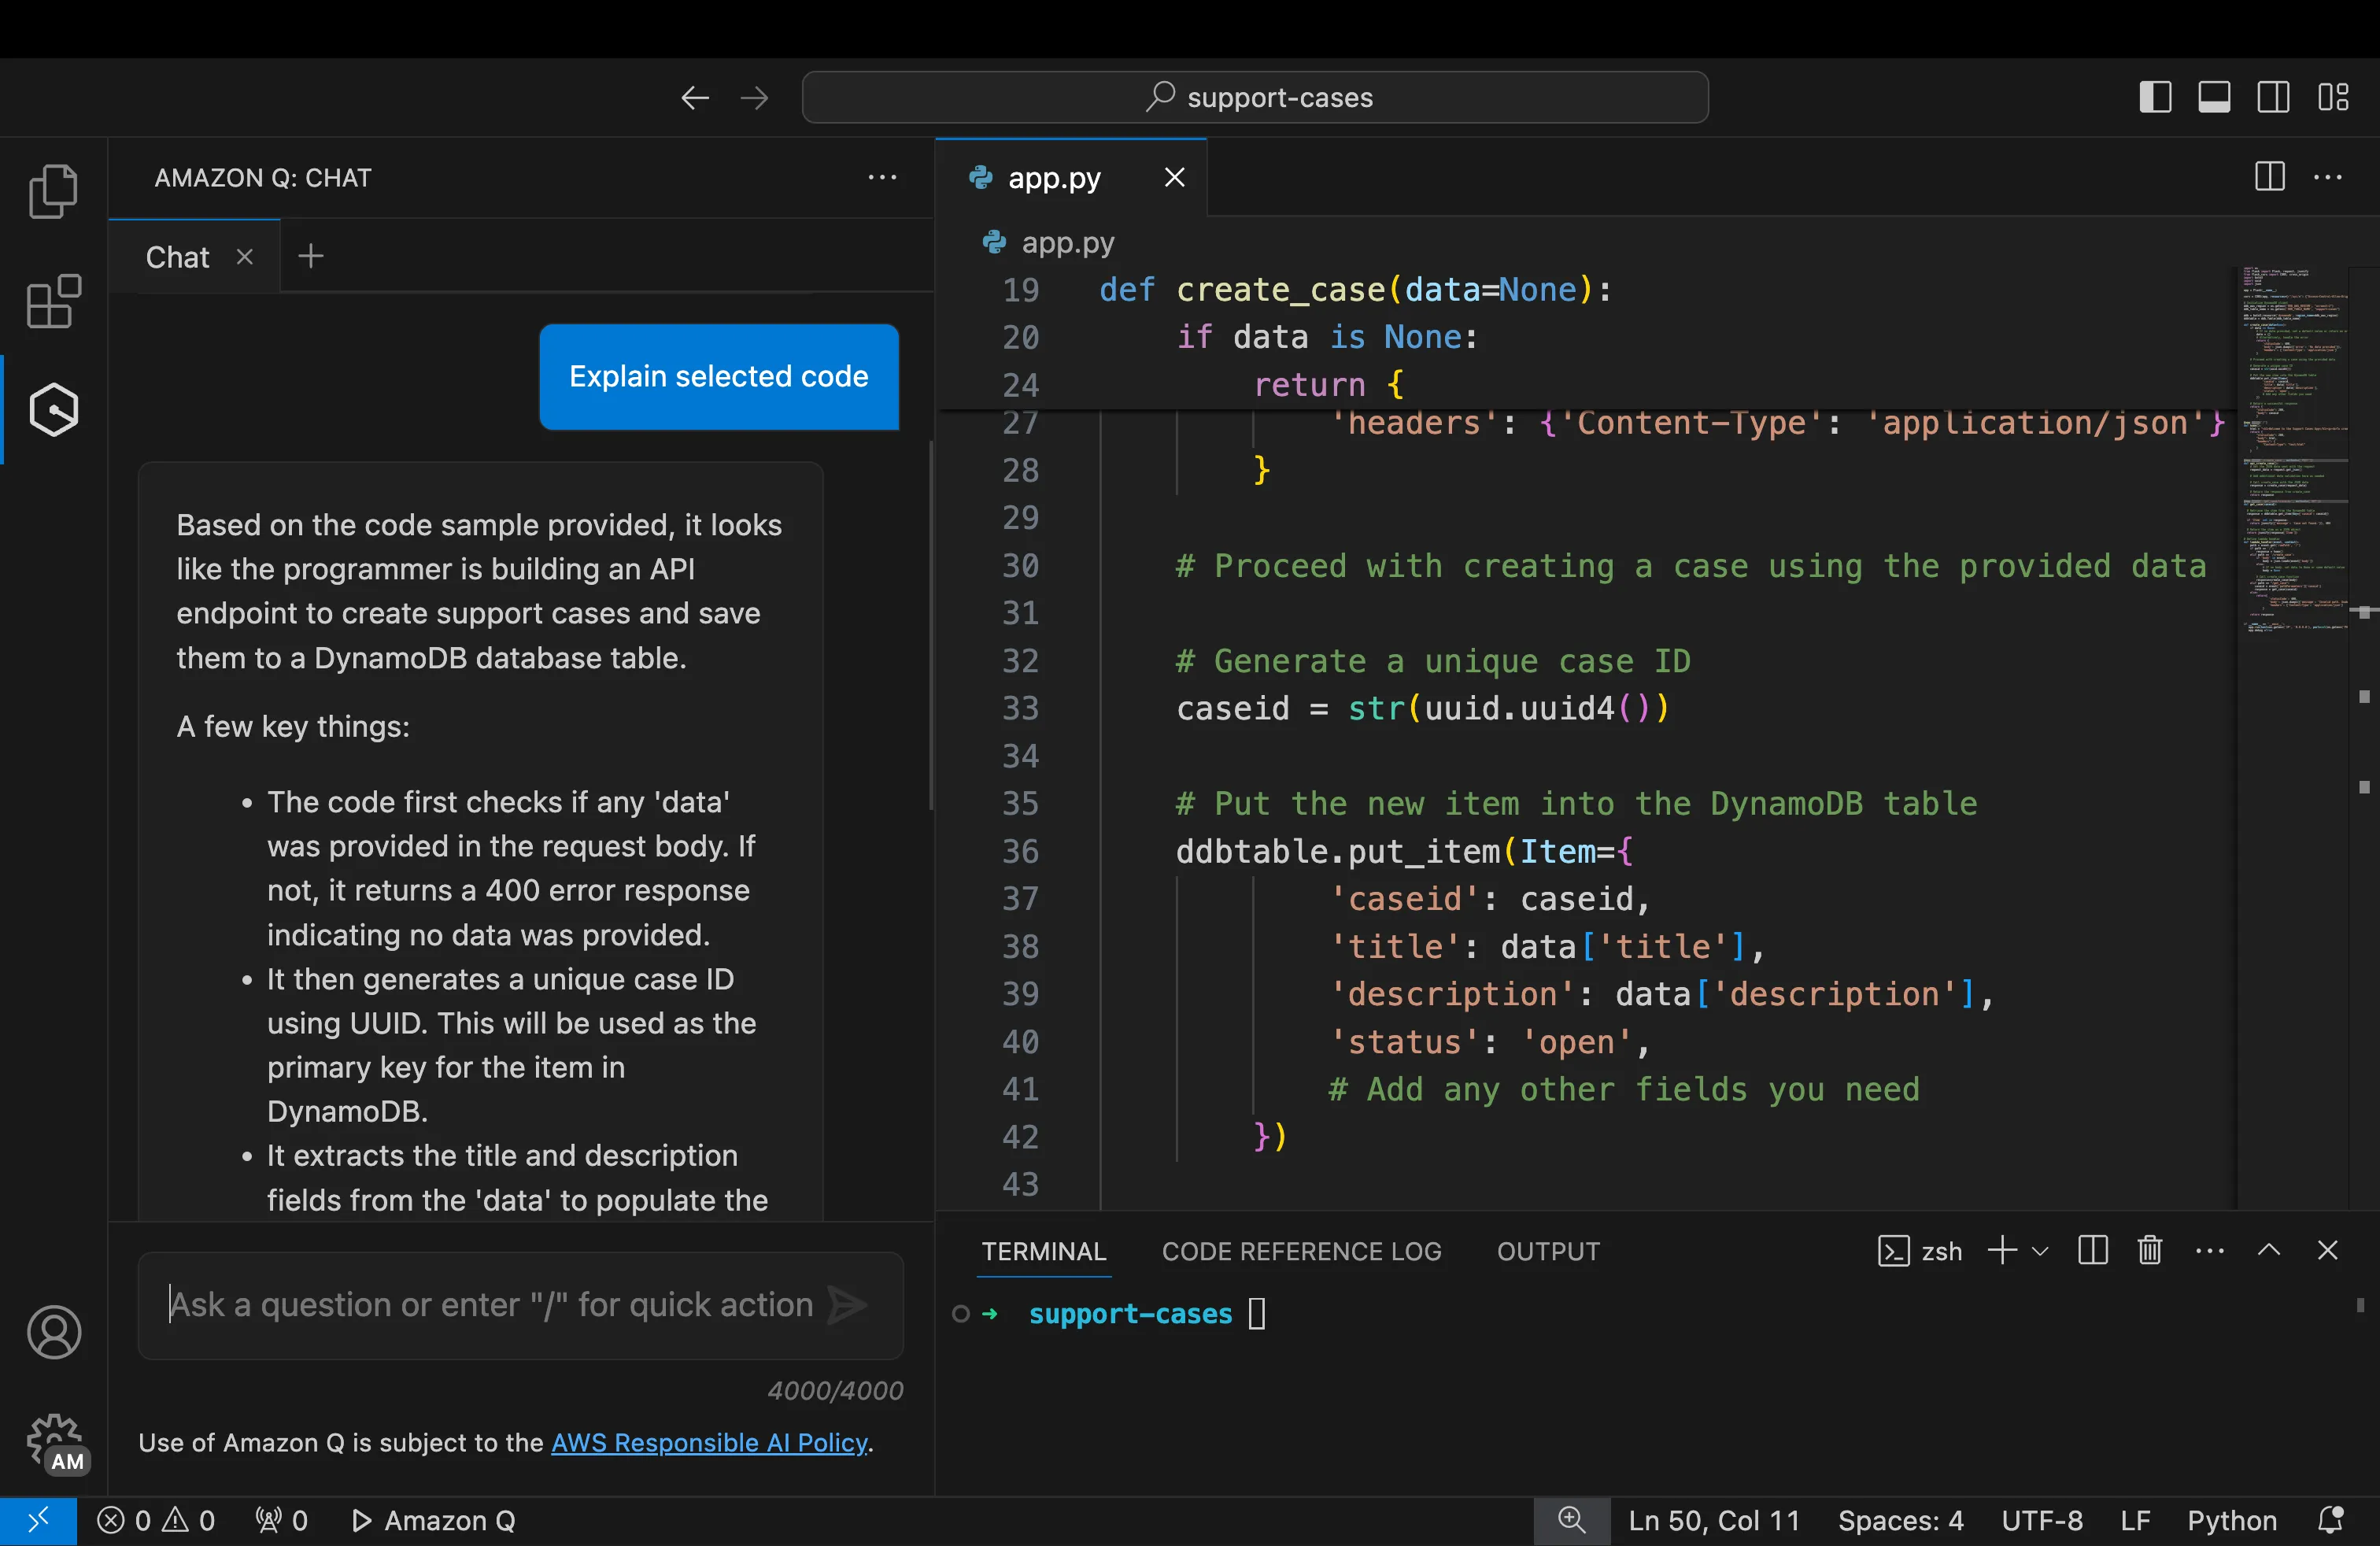 support-cases
AMAZON Q: CHAT
Chat
Explain selected code
Based on the code sample provided, it looks
like the programmer is building an API
endpoint to create support cases and save
them to a DynamoDB database table.
A few key things:
• The code first checks if any 'data'
was provided in the request body. If
not, it returns a 400 error response
indicating no data was provided.
• It then generates a unique case ID
using UUID. This will be used as the
primary key for the item in
DynamoDB.
• It extracts the title and description
fields from the 'data' to populate the
Ask a question or enter "/" for quick action
4000/4000
Use of Amazon Q is subject to the AWS Responsible AI Policy.
AM
app.py
app.py
19 def create_case(data=None):
20 if data is None:
24 return {
27 'headers': {'Content-Type': 'application/json'}
28 }
29
30 # Proceed with creating a case using the provided data
31
32 # Generate a unique case ID
33 caseid = str(uuid.uuid4())
34
35 # Put the new item into the DynamoDB table
36 ddbtable.put_item(Item={
37 'caseid': caseid,
38 'title': data['title'],
39 'description': data['description'],
40 'status': 'open',
41 # Add any other fields you need
42 })
43
TERMINAL CODE REFERENCE LOG OUTPUT zsh
support-cases
0 0 0 Amazon Q Ln 50, Col 11 Spaces: 4 UTF-8 LF Python